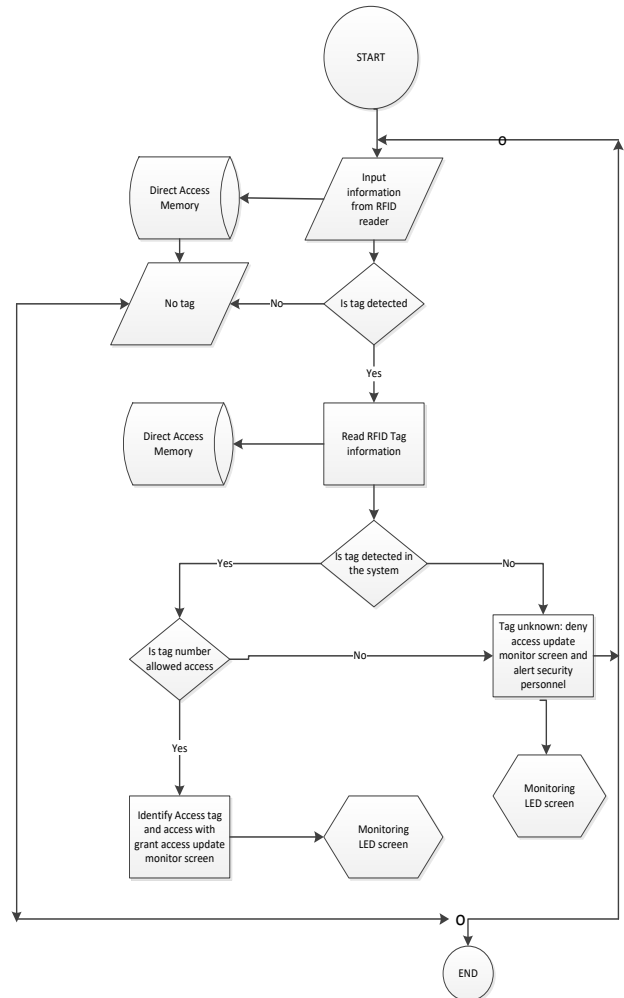 START
O
Input
information
from RFID
reader
Direct Access
Memory
No tag
No
Is tag detected
Yes
Direct Access
Memory
Read RFID Tag
information
Is tag detected in
the system
Yes
No
Is tag number
allowed access
No
Tag unknown: deny
access update
monitor screen and
alert security
personnel
Yes
Monitoring
LED screen
Identify Access tag
and access with
grant access update
monitor screen
Monitoring
LED screen
O
END